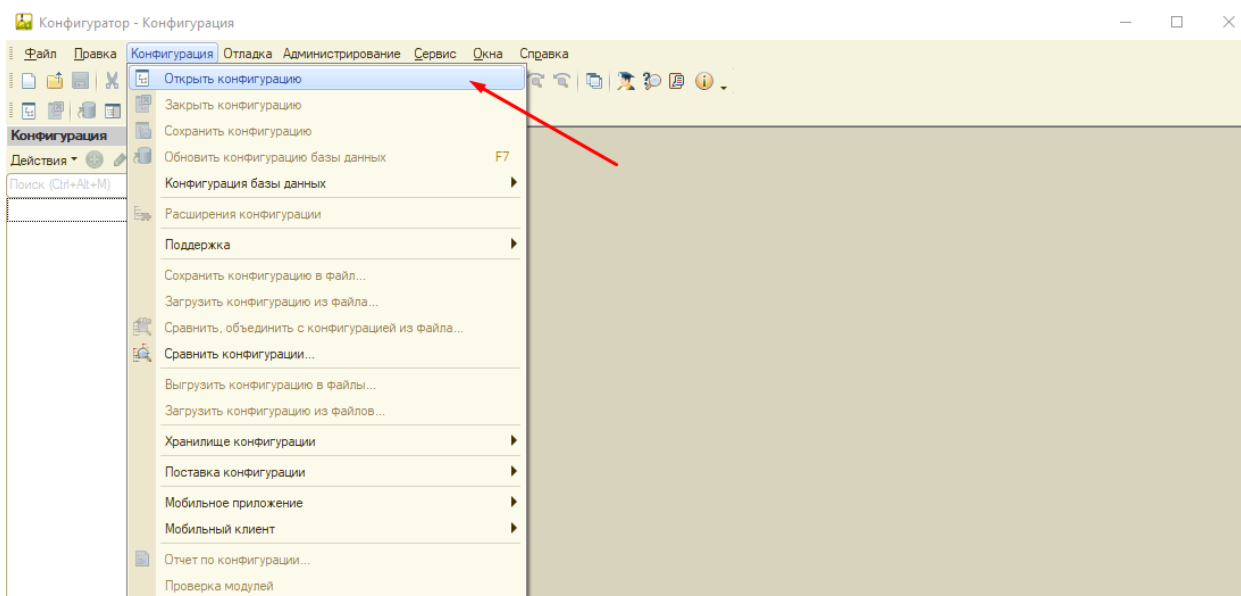 Конфигуратор - Конфигурация
Файл Правка Конфигурация Отладка Администрирование Сервис Окна Справка
Открыть конфигурацию
Закрыть конфигурацию
Конфигурация
Сохранить конфигурацию
Действия
Обновить конфигурацию базы данных F7
Поиск (Ctrl+Alt+M)
Конфигурация базы данных
Расширения конфигурации
Поддержка
Сохранить конфигурацию в файл...
Загрузить конфигурацию из файла...
Сравнить, объединить с конфигурацией из файла...
Сравнить конфигурации...
Выгрузить конфигурацию в файлы...
Загрузить конфигурацию из файлов...
Хранилище конфигурации
Поставка конфигурации
Мобильное приложение
Мобильный клиент
Отчет по конфигурации...
Проверка модулей